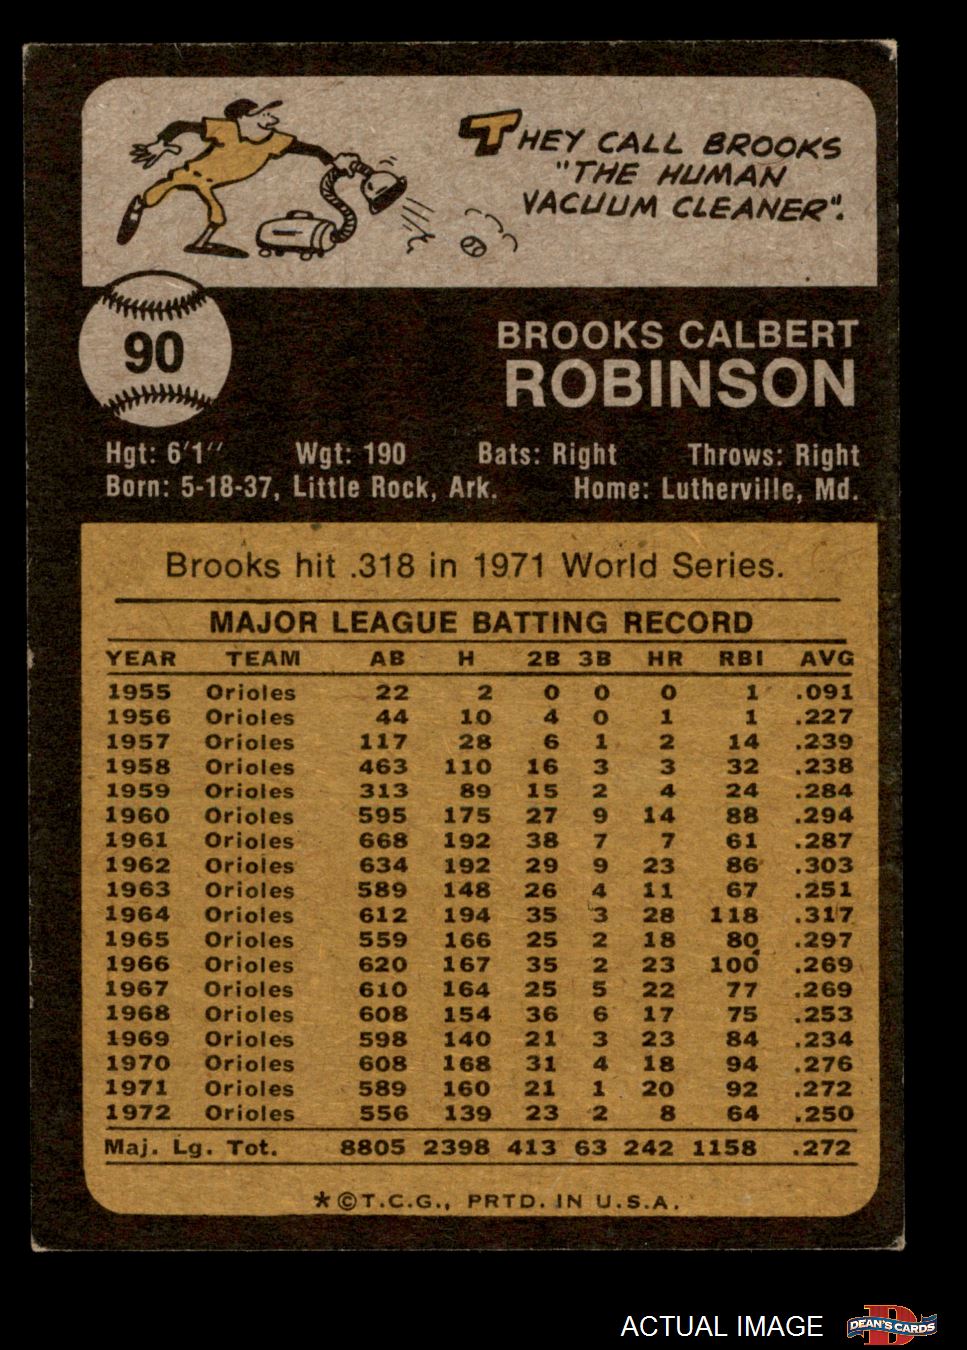 THEY CALL BROOKS
"THE HUMAN
VACUUM CLEANER".
90
BROOKS CALBERT
ROBINSON
Hgt: 6'1" Wgt: 190 Bats: Right Throws: Right
Born: 5-18-37, Little Rock, Ark. Home: Lutherville, Md.
Brooks hit .318 in 1971 World Series.
MAJOR LEAGUE BATTING RECORD
YEAR TEAM AB H 2B 3B HR RBI AVG
1955 Orioles 22 2 0 0 0 1 .091
1956 Orioles 44 10 4 0 1 1 .227
1957 Orioles 117 28 6 1 2 14 .239
1958 Orioles 463 110 16 3 3 32 .238
1959 Orioles 313 89 15 2 4 24 .284
1960 Orioles 595 175 27 9 14 88 .294
1961 Orioles 668 192 38 7 7 61 .287
1962 Orioles 634 192 29 9 23 86 .303
1963 Orioles 589 148 26 4 11 67 .251
1964 Orioles 612 194 35 3 28 118 .317
1965 Orioles 559 166 25 2 18 80 .297
1966 Orioles 620 167 35 2 23 100 .269
1967 Orioles 610 164 25 5 22 77 .269
1968 Orioles 608 154 36 6 17 75 .253
1969 Orioles 598 140 21 3 23 84 .234
1970 Orioles 608 168 31 4 18 94 .276
1971 Orioles 589 160 21 1 20 92 .272
1972 Orioles 556 139 23 2 8 64 .250
Maj. Lg. Tot. 8805 2398 413 63 242 1158 .272
*©T.C.G., PRTD. IN U.S.A.
ACTUAL IMAGE
DEAN'S CARDS